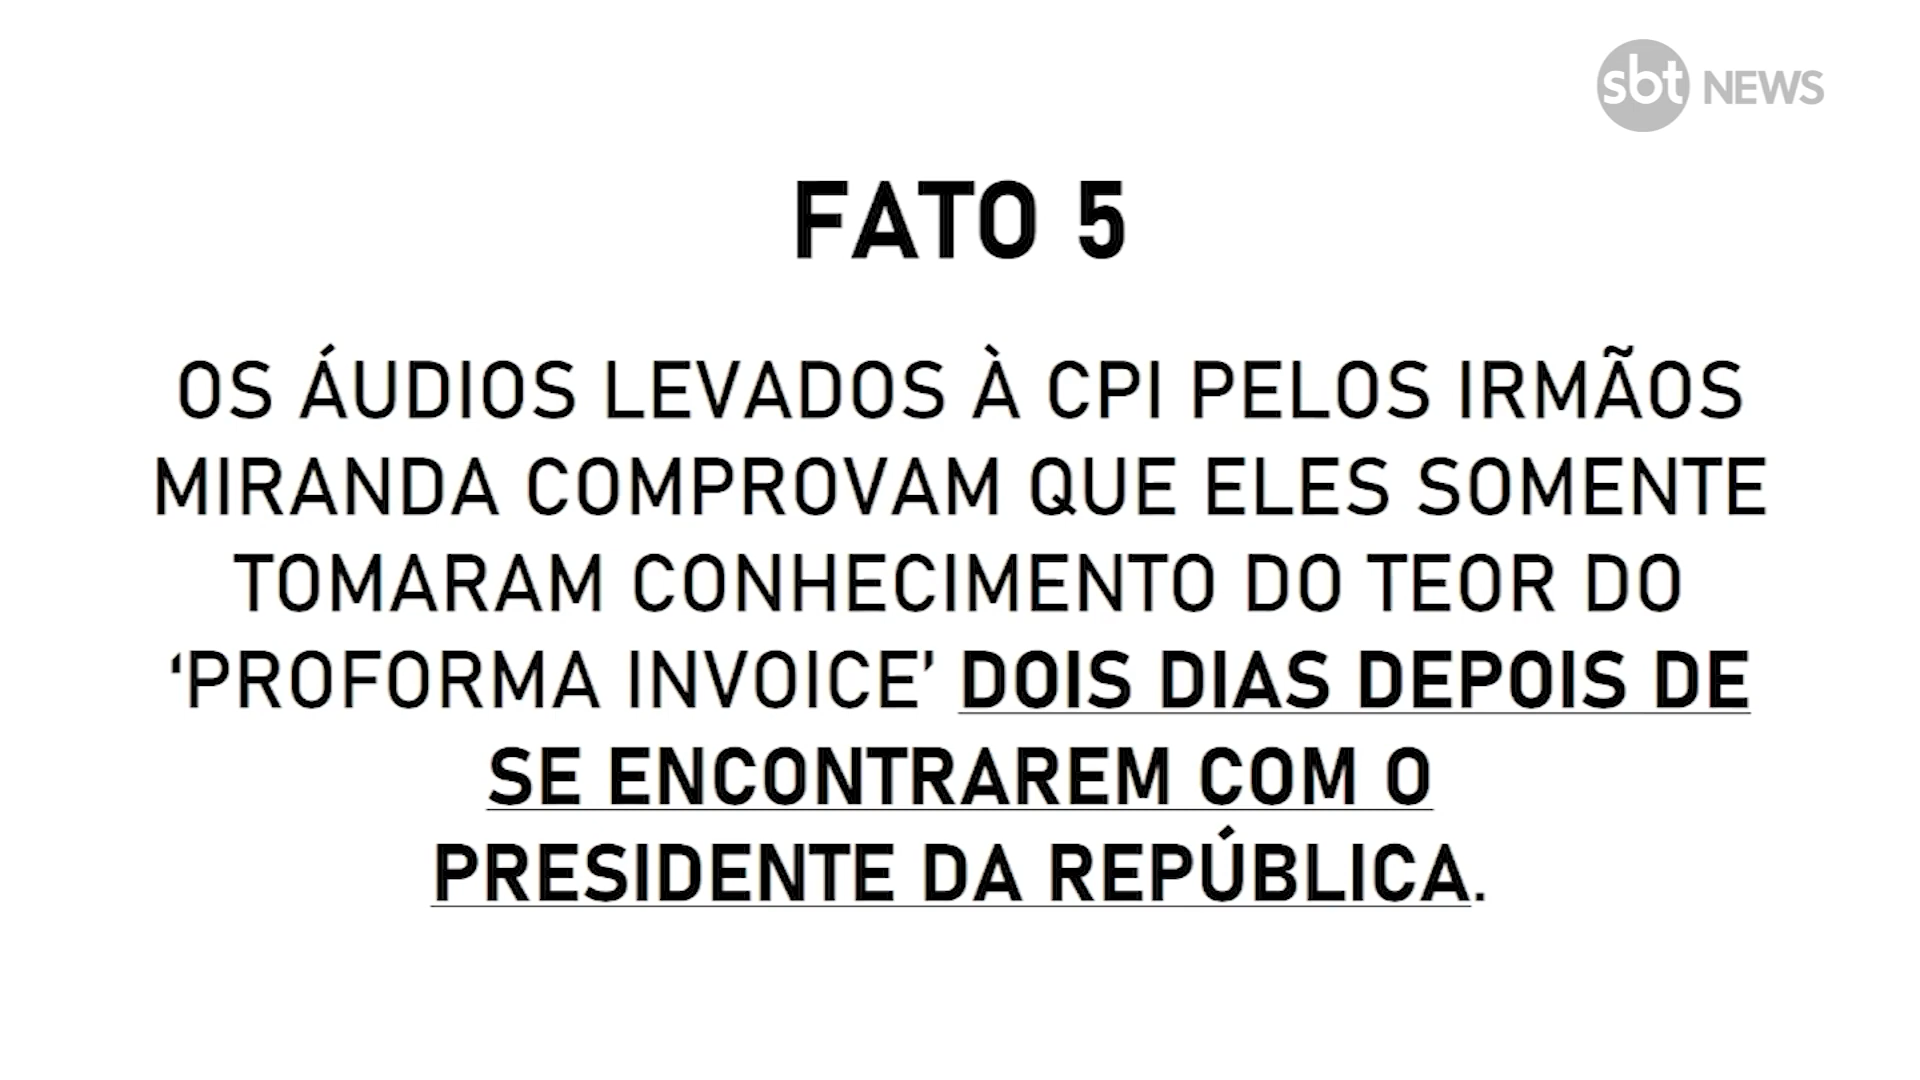 sbt NEWS
FATO 5
OS ÁUDIOS LEVADOS À CPI PELOS IRMÃOS
MIRANDA COMPROVAM QUE ELES SOMENTE
TOMARAM CONHECIMENTO DO TEOR DO
‘PROFORMA INVOICE’ DOIS DIAS DEPOIS DE
SE ENCONTRAREM COM O
PRESIDENTE DA REPÚBLICA.